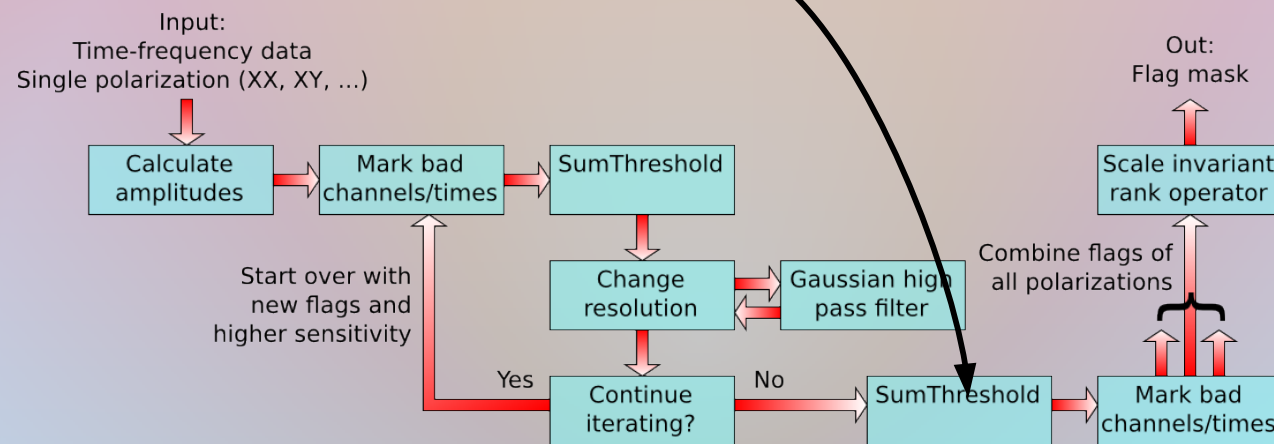 Input:
Time-frequency data
Single polarization (XX, XY, ...)
Out:
Flag mask
Calculate
amplitudes
Mark bad
channels/times
SumThreshold
Scale invariant
rank operator
Start over with
new flags and
higher sensitivity
Change
resolution
Gaussian high
pass filter
Combine flags of
all polarizations
Yes
Continue
iterating?
No
SumThreshold
Mark bad
channels/times